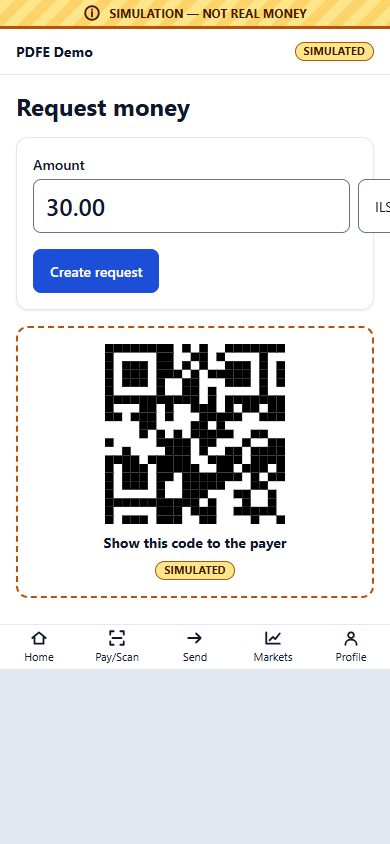 SIMULATION — NOT REAL MONEY
PDFE Demo
SIMULATED
Request money
Amount
30.00
ILS
Create request
Show this code to the payer
SIMULATED
Home
Pay/Scan
Send
Markets
Profile